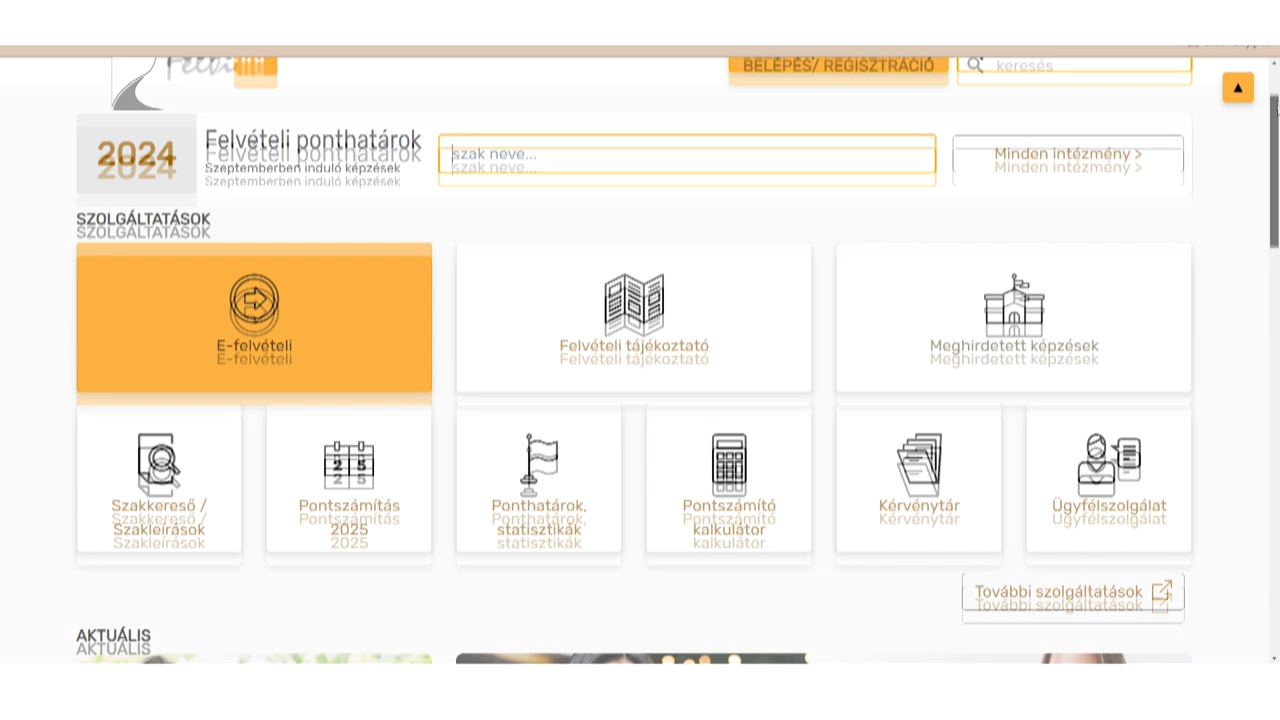 BELÉPÉS/ REGISZTRÁCIÓ
keresés
2024
Felvételi ponthatárok
Szeptemberben induló képzések
szak neve...
Minden intézmény >
SZOLGÁLTATÁSOK
E-felvételi
Felvételi tájékoztató
Meghirdetett képzések
Szakkereső /
Szakleírások
Pontszámítás
2025
Ponthatárok,
statisztikák
Pontszámító
kalkulátor
Kérvénytár
Ügyfélszolgálat
További szolgáltatások
AKTUÁLIS